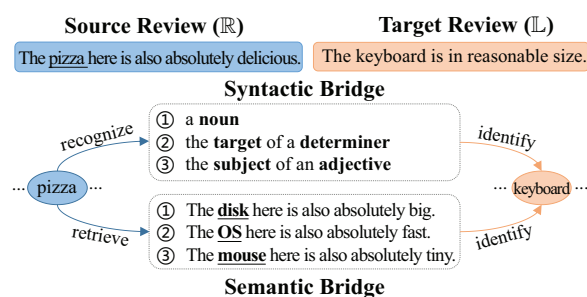 Source Review (ℝ) Target Review (𝕃)
The pizza here is also absolutely delicious. The keyboard is in reasonable size.
Syntactic Bridge
① a noun
② the target of a determiner
③ the subject of an adjective
recognize
identify
... pizza ...
... keyboard ...
retrieve
identify
① The disk here is also absolutely big.
② The OS here is also absolutely fast.
③ The mouse here is also absolutely tiny.
Semantic Bridge